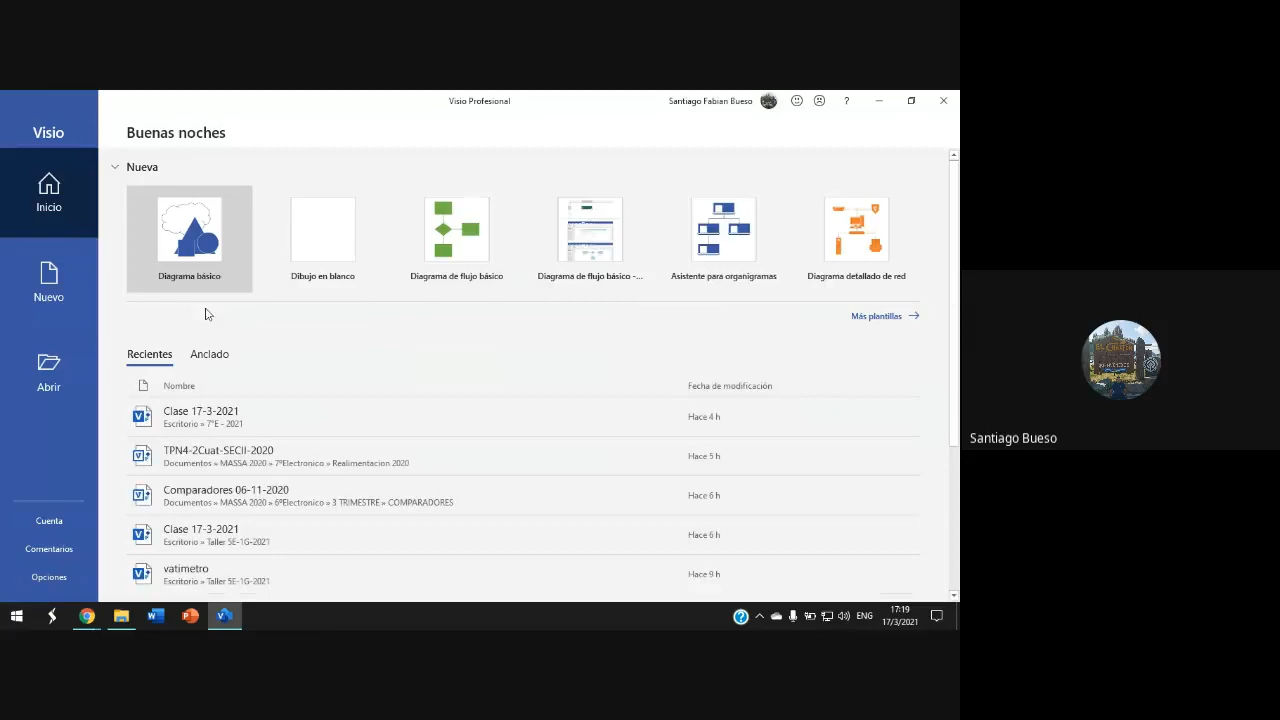 Visio Profesional
Santiago Fabian Bueso
?
Visio
Buenas noches
Inicio
Nuevo
Abrir
Cuenta
Comentarios
Opciones
Nueva
Diagrama básico
Dibujo en blanco
Diagrama de flujo básico
Diagrama de flujo básico -...
Asistente para organigramas
Diagrama detallado de red
Más plantillas
Recientes Anclado
Nombre Fecha de modificación
Clase 17-3-2021
Escritorio » 7°E - 2021
Hace 4 h
TPN4-2Cuat-SECII-2020
Documentos » MASSA 2020 » 7ºElectronico » Realimentacion 2020
Hace 5 h
Comparadores 06-11-2020
Documentos » MASSA 2020 » 6ºElectronico » 3 TRIMESTRE » COMPARADORES
Hace 6 h
Clase 17-3-2021
Escritorio » Taller 5E-1G-2021
Hace 6 h
vatimetro
Escritorio » Taller 5E-1G-2021
Hace 9 h
ENG
17:19
17/3/2021
Santiago Bueso